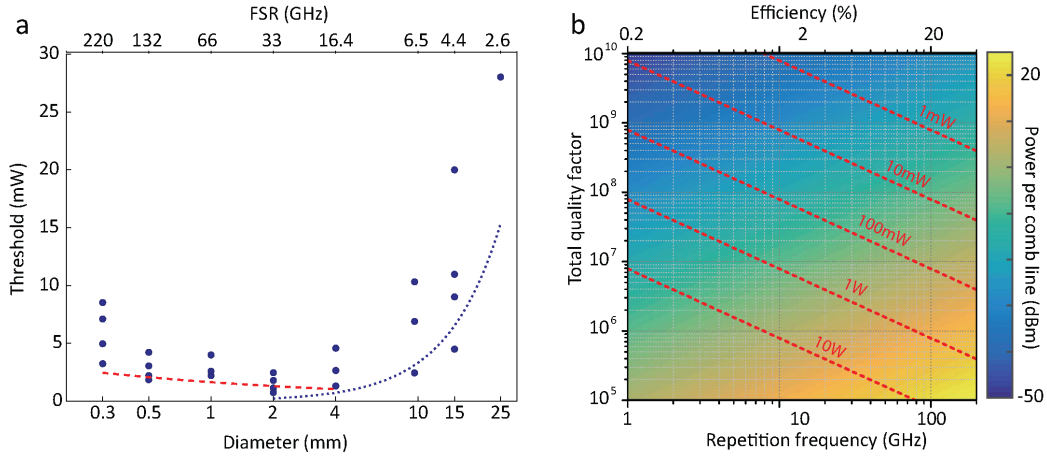 a
FSR (GHz)
220 132 66 33 16.4 6.5 4.4 2.6
30
25
20
15
10
5
0
Threshold (mW)
0.3 0.5 1 2 4 10 15 25
Diameter (mm)
b
Efficiency (%)
0.2 2 20
10^10
10^9
10^8
10^7
10^6
10^5
Total quality factor
1mW
10mW
100mW
1W
10W
1 10 100
Repetition frequency (GHz)
20
-50
Power per comb line (dBm)